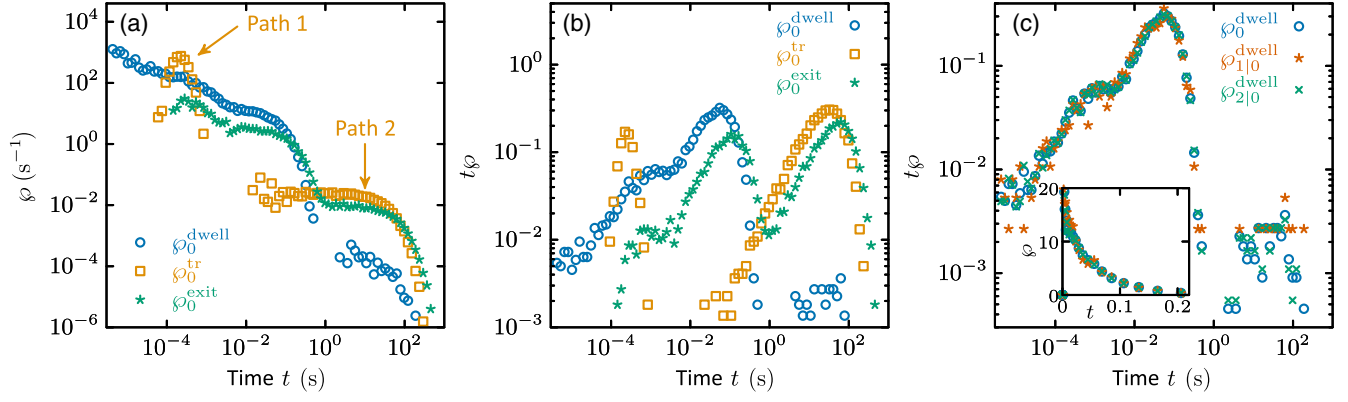 (a)
Path 1
Path 2
℘₀^dwell
℘₀^tr
℘₀^exit
10⁴
10²
10⁰
10⁻²
10⁻⁴
10⁻⁶
℘ (s⁻¹)
10⁻⁴ 10⁻² 10⁰ 10²
Time t (s)
(b)
℘₀^dwell
℘₀^tr
℘₀^exit
10⁰
10⁻¹
10⁻²
10⁻³
t℘
10⁻⁴ 10⁻² 10⁰ 10²
Time t (s)
(c)
℘₀^dwell
℘₁|₀^dwell
℘₂|₀^dwell
10⁻¹
10⁻²
10⁻³
t℘
20
10
0
℘
0 0.1 0.2
t
10⁻⁴ 10⁻² 10⁰ 10²
Time t (s)